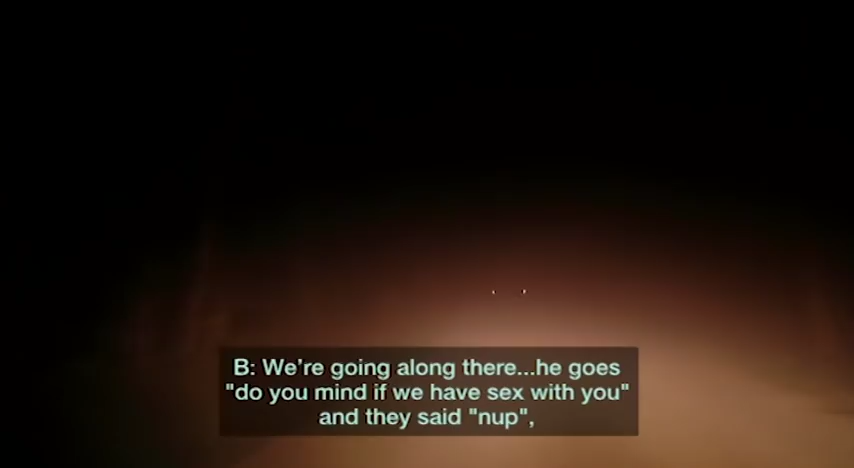 B: We're going along there...he goes
"do you mind if we have sex with you"
and they said "nup",